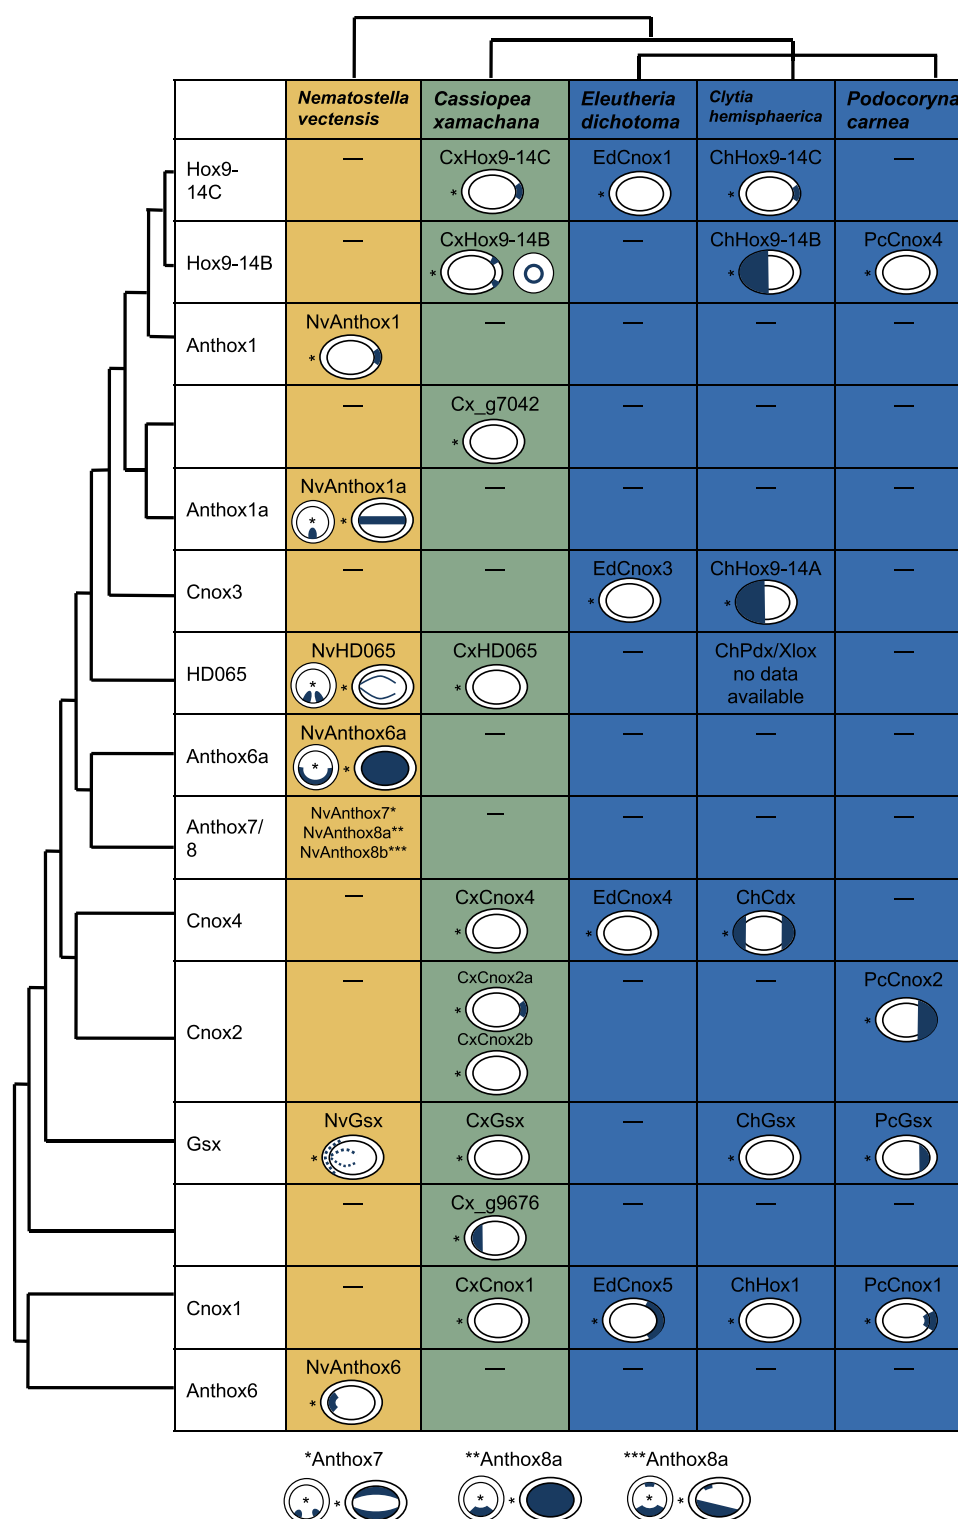 Nematostella
vectensis
Cassiopea
xamachana
Eleutheria
dichotoma
Clytia
hemisphaerica
Podocoryna
carnea
Hox9-
14C
—
CxHox9-14C
*
EdCnox1
*
ChHox9-14C
*
—
Hox9-14B
—
CxHox9-14B
*
—
ChHox9-14B
*
PcCnox4
*
Anthox1
NvAnthox1
*
—
—
—
—
—
Cx_g7042
*
—
—
—
Anthox1a
NvAnthox1a
* *
—
—
—
—
Cnox3
—
—
EdCnox3
*
ChHox9-14A
*
—
HD065
NvHD065
* *
CxHD065
*
—
ChPdx/Xlox
no data
available
—
Anthox6a
NvAnthox6a
* *
—
—
—
—
Anthox7/
8
NvAnthox7*
NvAnthox8a**
NvAnthox8b***
—
—
—
—
Cnox4
—
CxCnox4
*
EdCnox4
*
ChCdx
*
—
Cnox2
—
CxCnox2a
*
CxCnox2b
*
—
—
PcCnox2
*
Gsx
NvGsx
*
CxGsx
*
—
ChGsx
*
PcGsx
*
—
Cx_g9676
*
—
—
—
Cnox1
—
CxCnox1
*
EdCnox5
*
ChHox1
*
PcCnox1
*
Anthox6
NvAnthox6
*
—
—
—
—
*Anthox7
* *
**Anthox8a
* *
***Anthox8a
* *